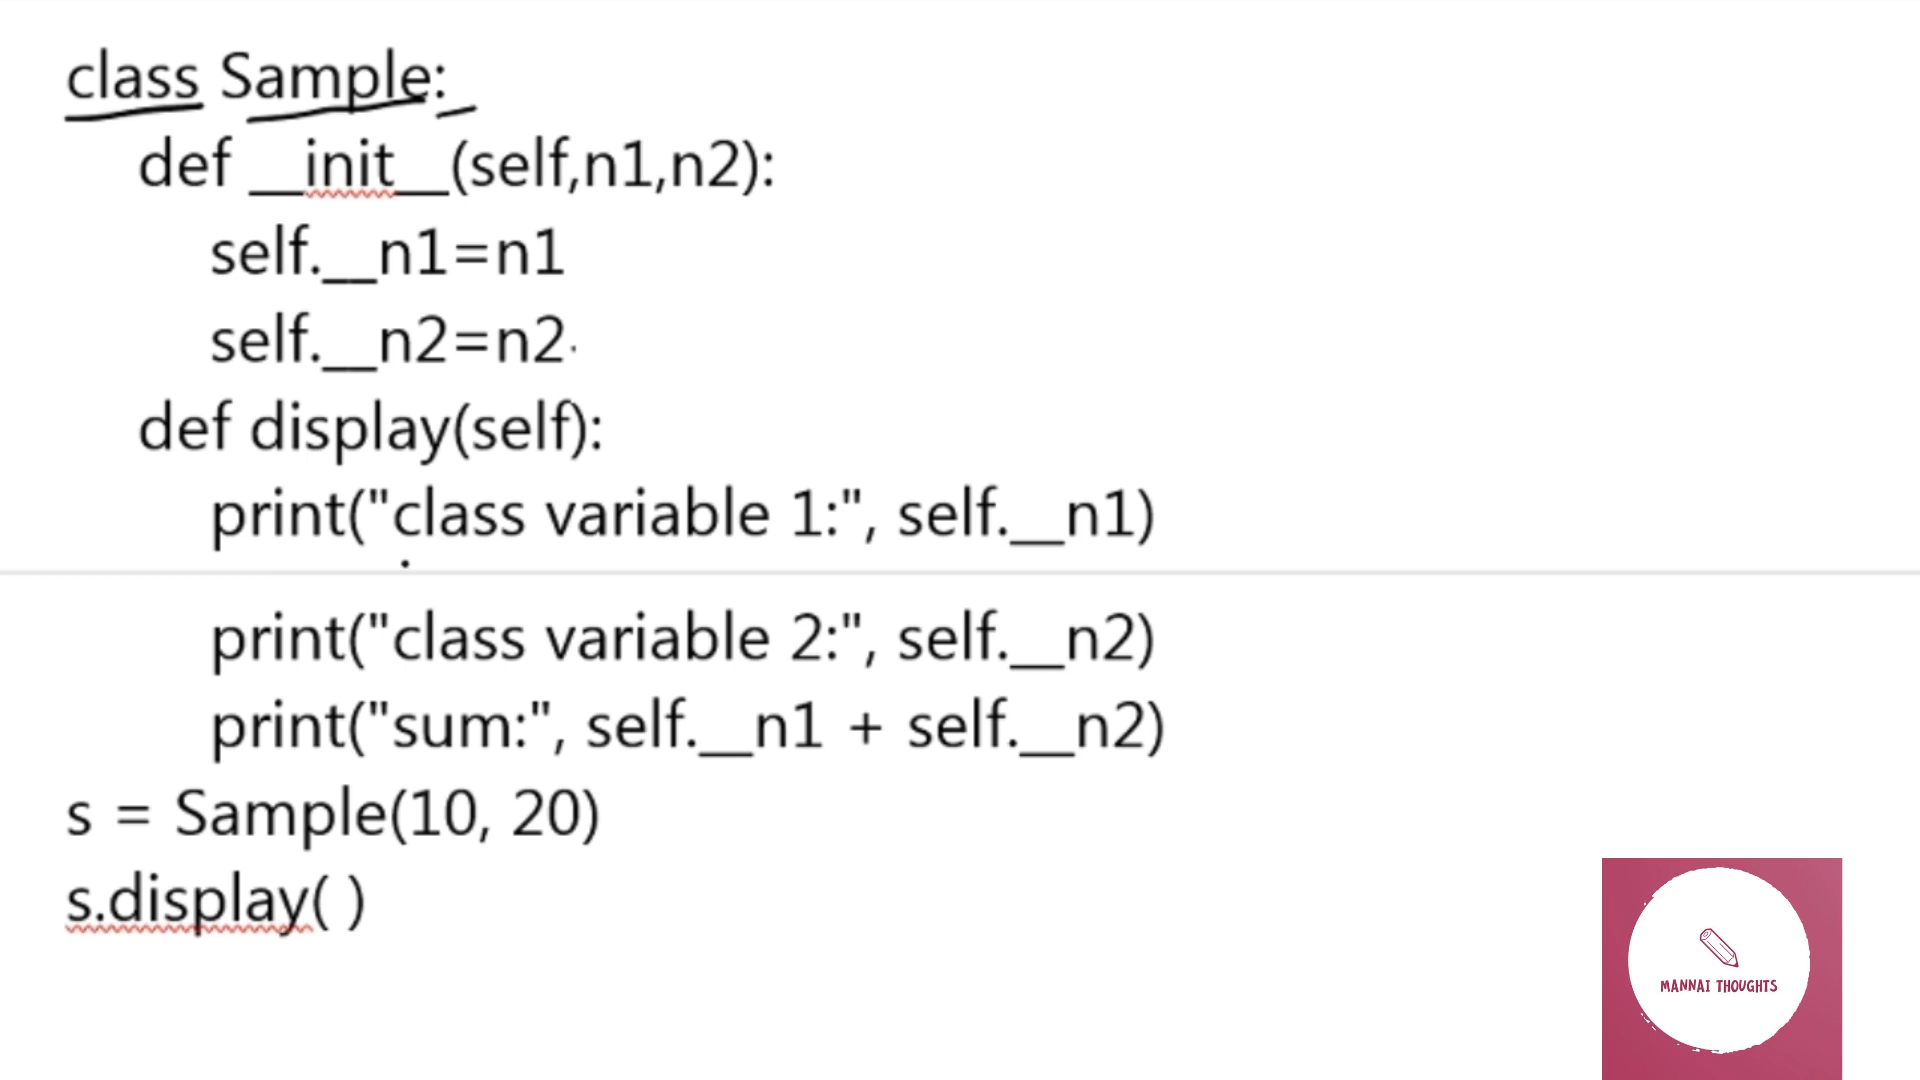 class Sample:
def __init__(self,n1,n2):
self.__n1=n1
self.__n2=n2
def display(self):
print("class variable 1:", self.__n1)
print("class variable 2:", self.__n2)
print("sum:", self.__n1 + self.__n2)
s = Sample(10, 20)
s.display( )
MANNAI THOUGHTS